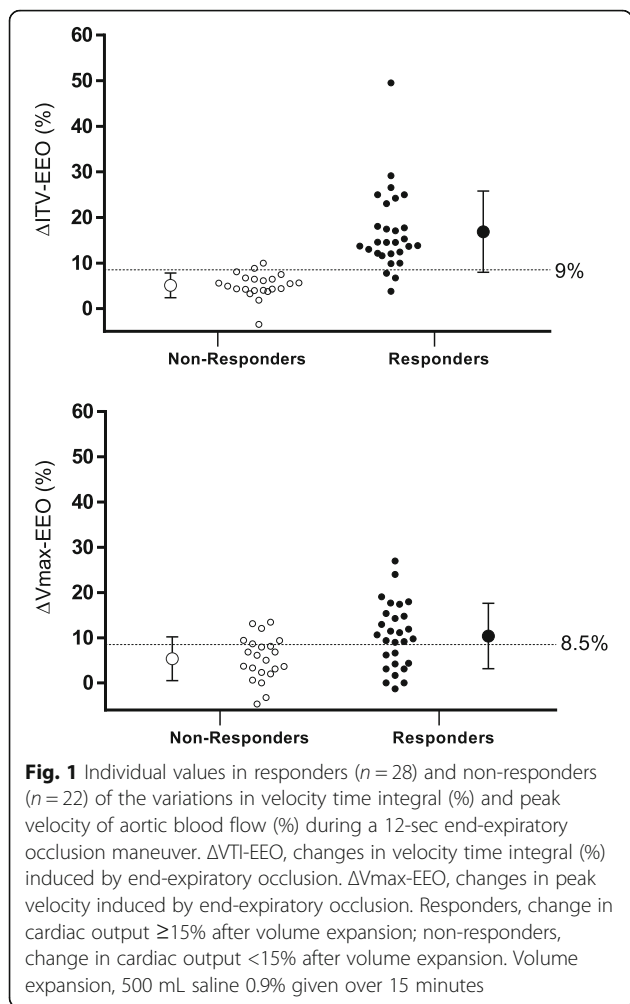 60
50
40
30
20
10
0
ΔITV-EEO (%)
9%
Non-Responders Responders
60
50
40
30
20
10
0
ΔVmax-EEO (%)
8.5%
Non-Responders Responders
Fig. 1 Individual values in responders (n = 28) and non-responders
(n = 22) of the variations in velocity time integral (%) and peak
velocity of aortic blood flow (%) during a 12-sec end-expiratory
occlusion maneuver. ΔVTI-EEO, changes in velocity time integral (%)
induced by end-expiratory occlusion. ΔVmax-EEO, changes in peak
velocity induced by end-expiratory occlusion. Responders, change in
cardiac output ≥15% after volume expansion; non-responders,
change in cardiac output <15% after volume expansion. Volume
expansion, 500 mL saline 0.9% given over 15 minutes